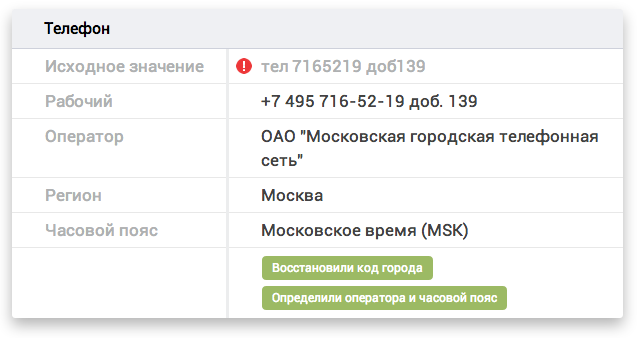 Телефон
Исходное значение тел 7165219 доб139
Рабочий +7 495 716-52-19 доб. 139
Оператор ОАО "Московская городская телефонная
сеть"
Регион Москва
Часовой пояс Московское время (MSK)
Восстановили код города
Определили оператора и часовой пояс